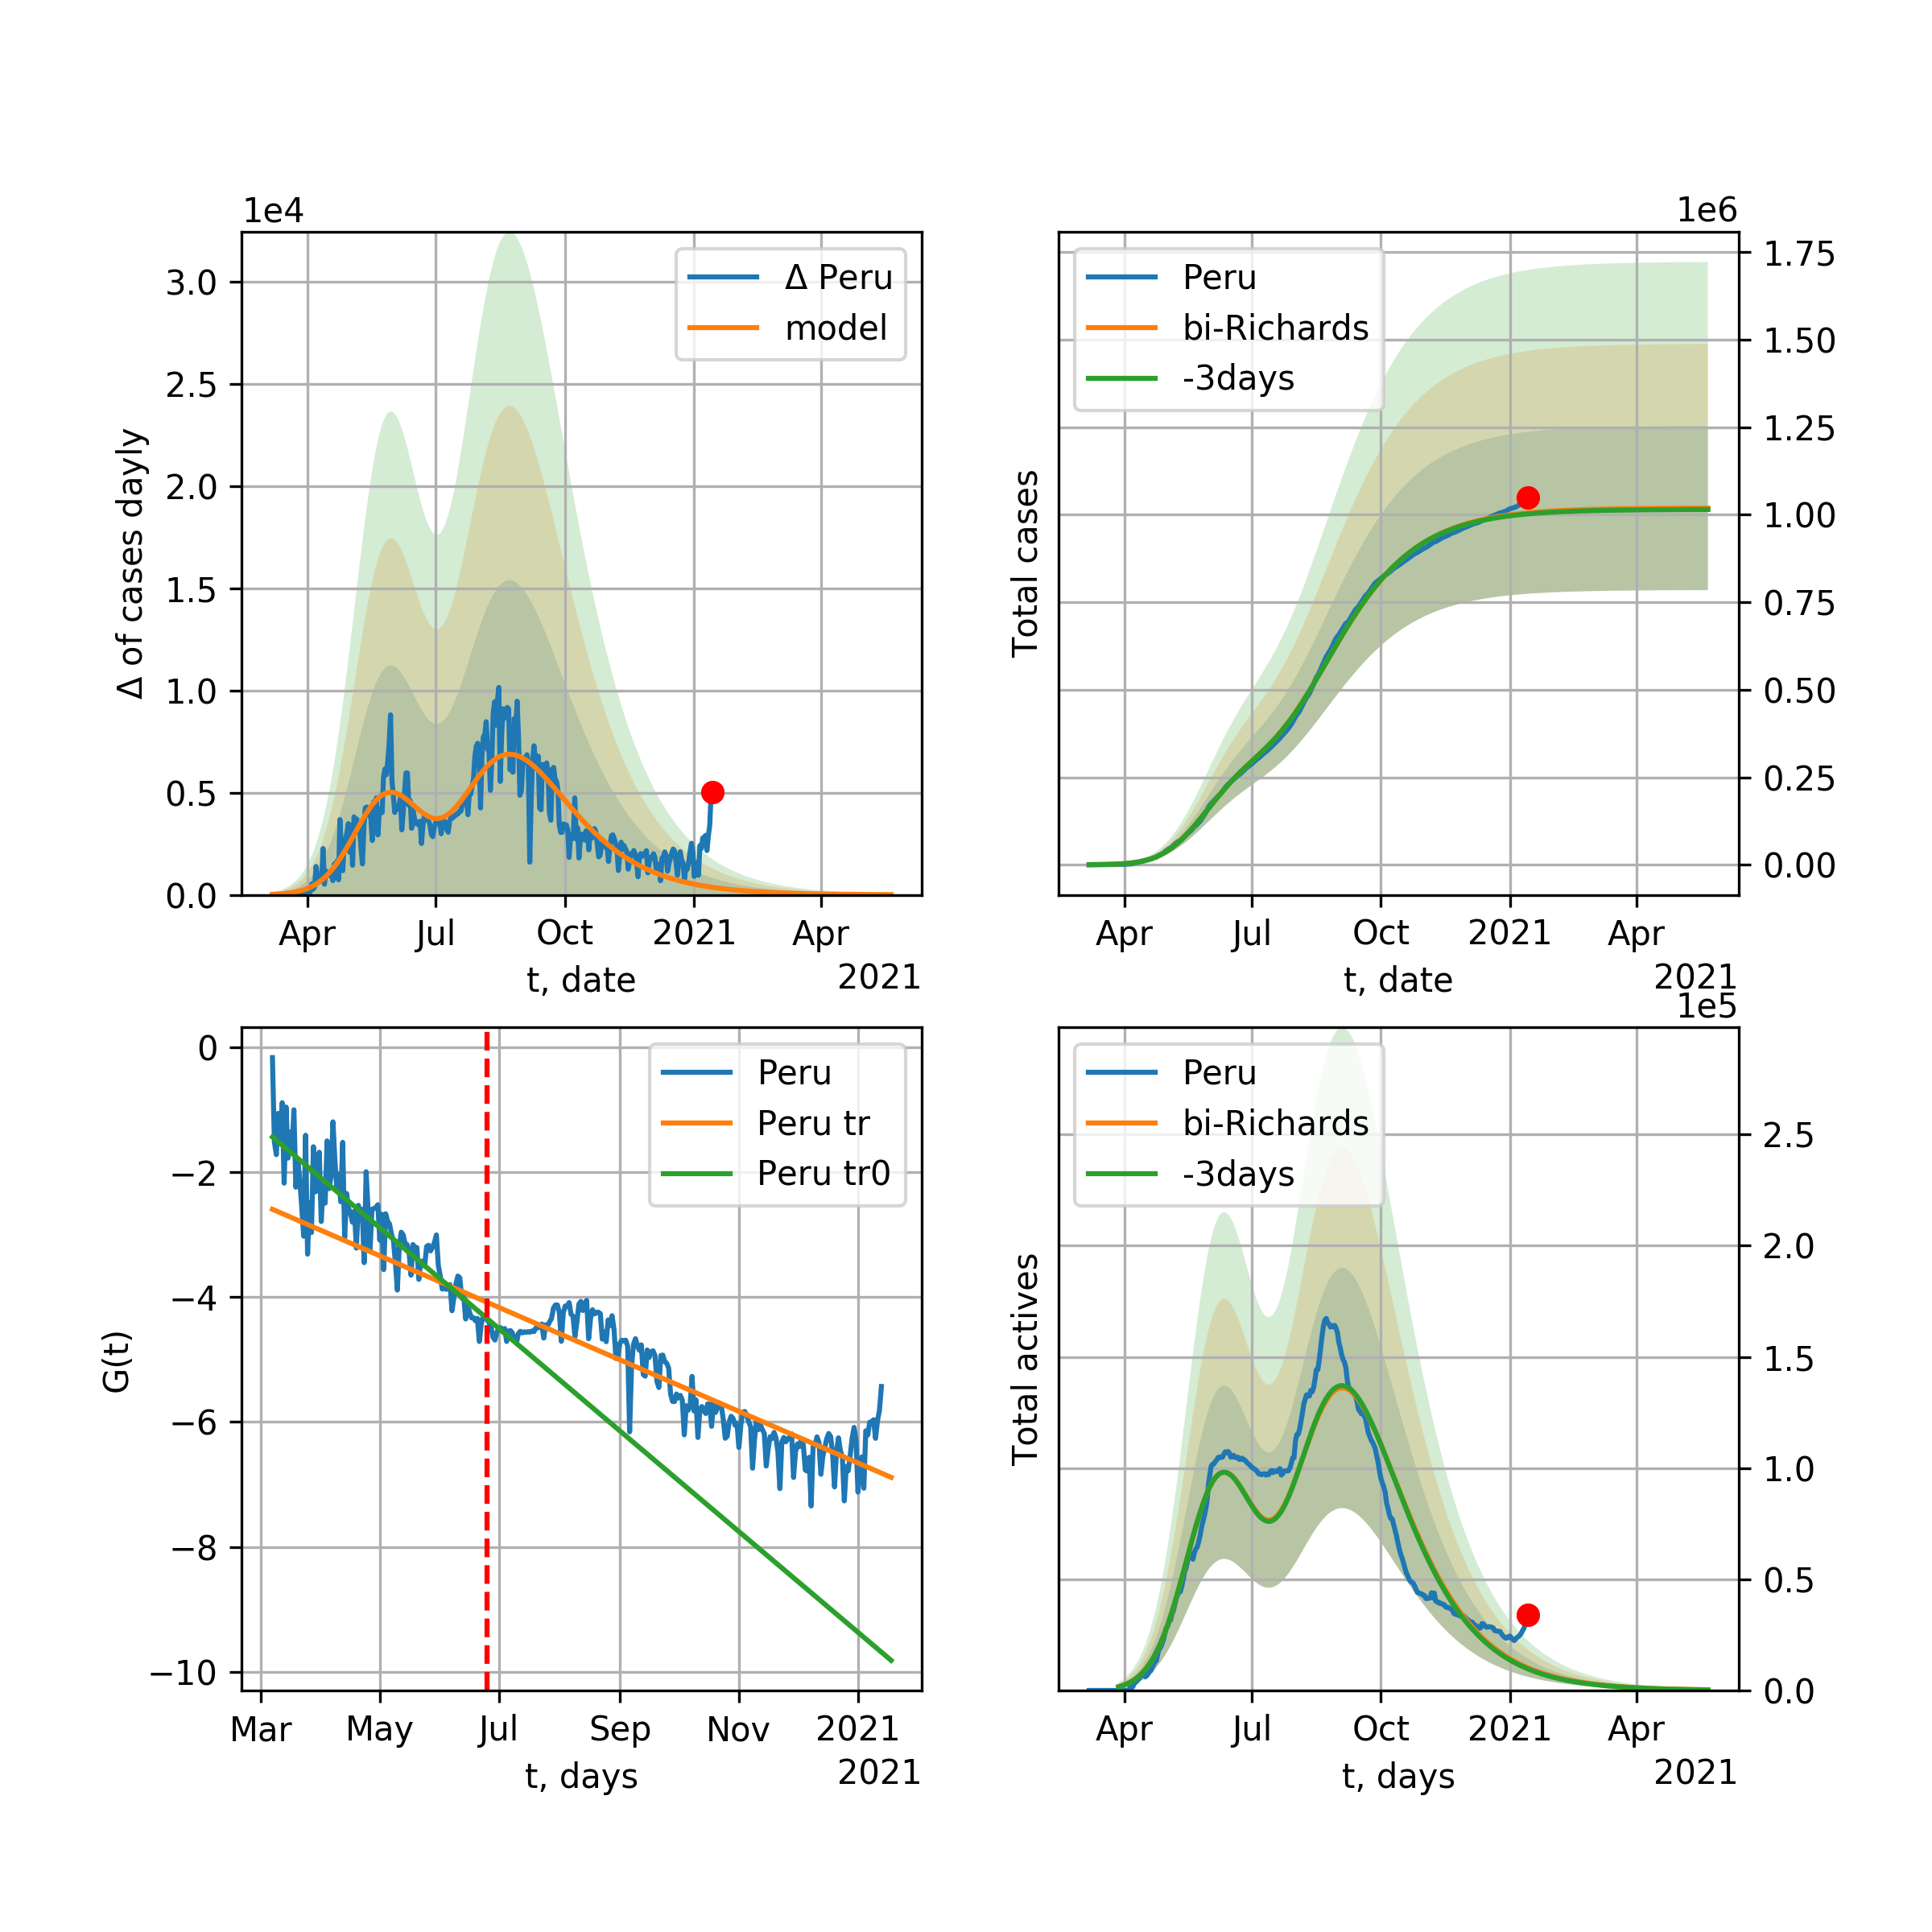 1e4
3.0
2.5
2.0
1.5
1.0
0.5
0.0
Δ of cases dayly
Δ Peru
model
Apr Jul Oct 2021 Apr
t, date
2021
1e6
1.75
1.50
1.25
1.00
0.75
0.50
0.25
0.00
Total cases
Peru
bi-Richards
-3days
Apr Jul Oct 2021 Apr
t, date
2021
0
−2
−4
−6
−8
−10
G(t)
Peru
Peru tr
Peru tr0
Mar May Jul Sep Nov 2021
t, days
2021
1e5
2.5
2.0
1.5
1.0
0.5
0.0
Total actives
Peru
bi-Richards
-3days
Apr Jul Oct 2021 Apr
t, days
2021